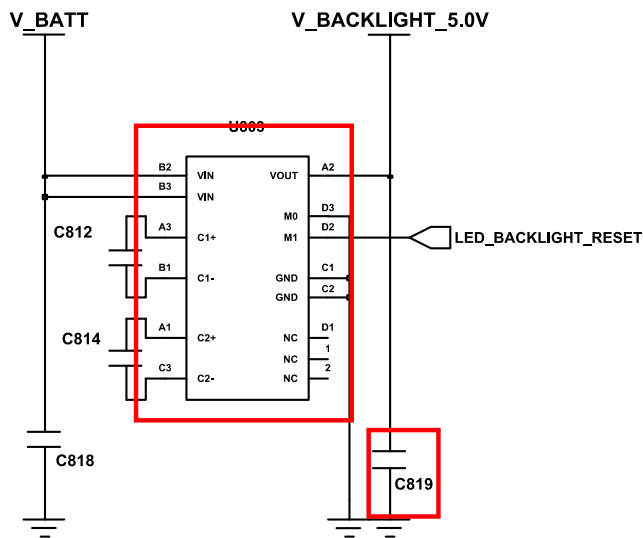 V_BATT
V_BACKLIGHT_5.0V
U803
B2 VIN VOUT A2
B3 VIN
M0 D3
C812 A3 C1+ M1 D2 LED_BACKLIGHT_RESET
B1 C1- GND C1
GND C2
C814 A1 C2+ NC D1
NC 1
C3 C2- NC 2
C818
C819